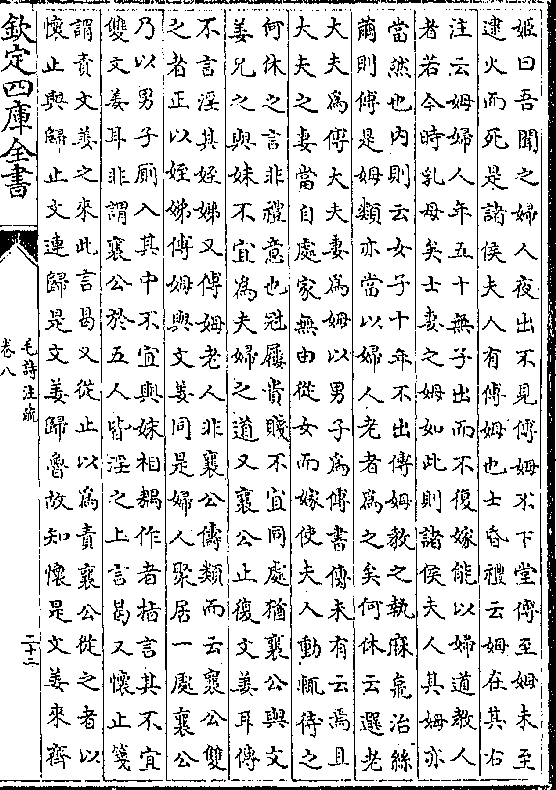 姬曰吾聞之婦人夜出不見傅姆不下堂傅至姆未至
逮火而死是諸侯夫人有傅姆也士昏禮云姆在其右
注云姆婦人年五十無子出而不復嫁能以婦道教人
者若今時乳母矣士妻之姆如此則諸侯夫人其姆亦
當然也内則云女子十年不出傅姆教之執麻枲治絲
繭則傅是姆類亦當以婦人老者為之矣何休云選老
大夫為傅大夫妻為姆以男子為傅書傳未有云焉且
大夫之妻當自處家無由從女而嫁使夫人動輒待之
何休之言非禮意也冠屨貴賤不宜同處猶襄公與文
姜兄之與妹不宜為夫婦之道又襄公止復文姜耳傅
不言淫其姪娣又傅姆老人非襄公儔類而云襄公雙
之者正以姪娣傅姆與文姜同是婦人聚居一處襄公
乃以男子廁入其中不宜與妹相耦作者指言其不宜
雙文姜耳非謂襄公於五人皆淫之上言曷又懷止箋
謂責文姜之來此言曷又從止以為責襄公從之者以
懷止與歸止文連歸是文姜歸魯故知懷是文姜來齊
欽定四庫全書
毛詩注疏
卷八
二十二